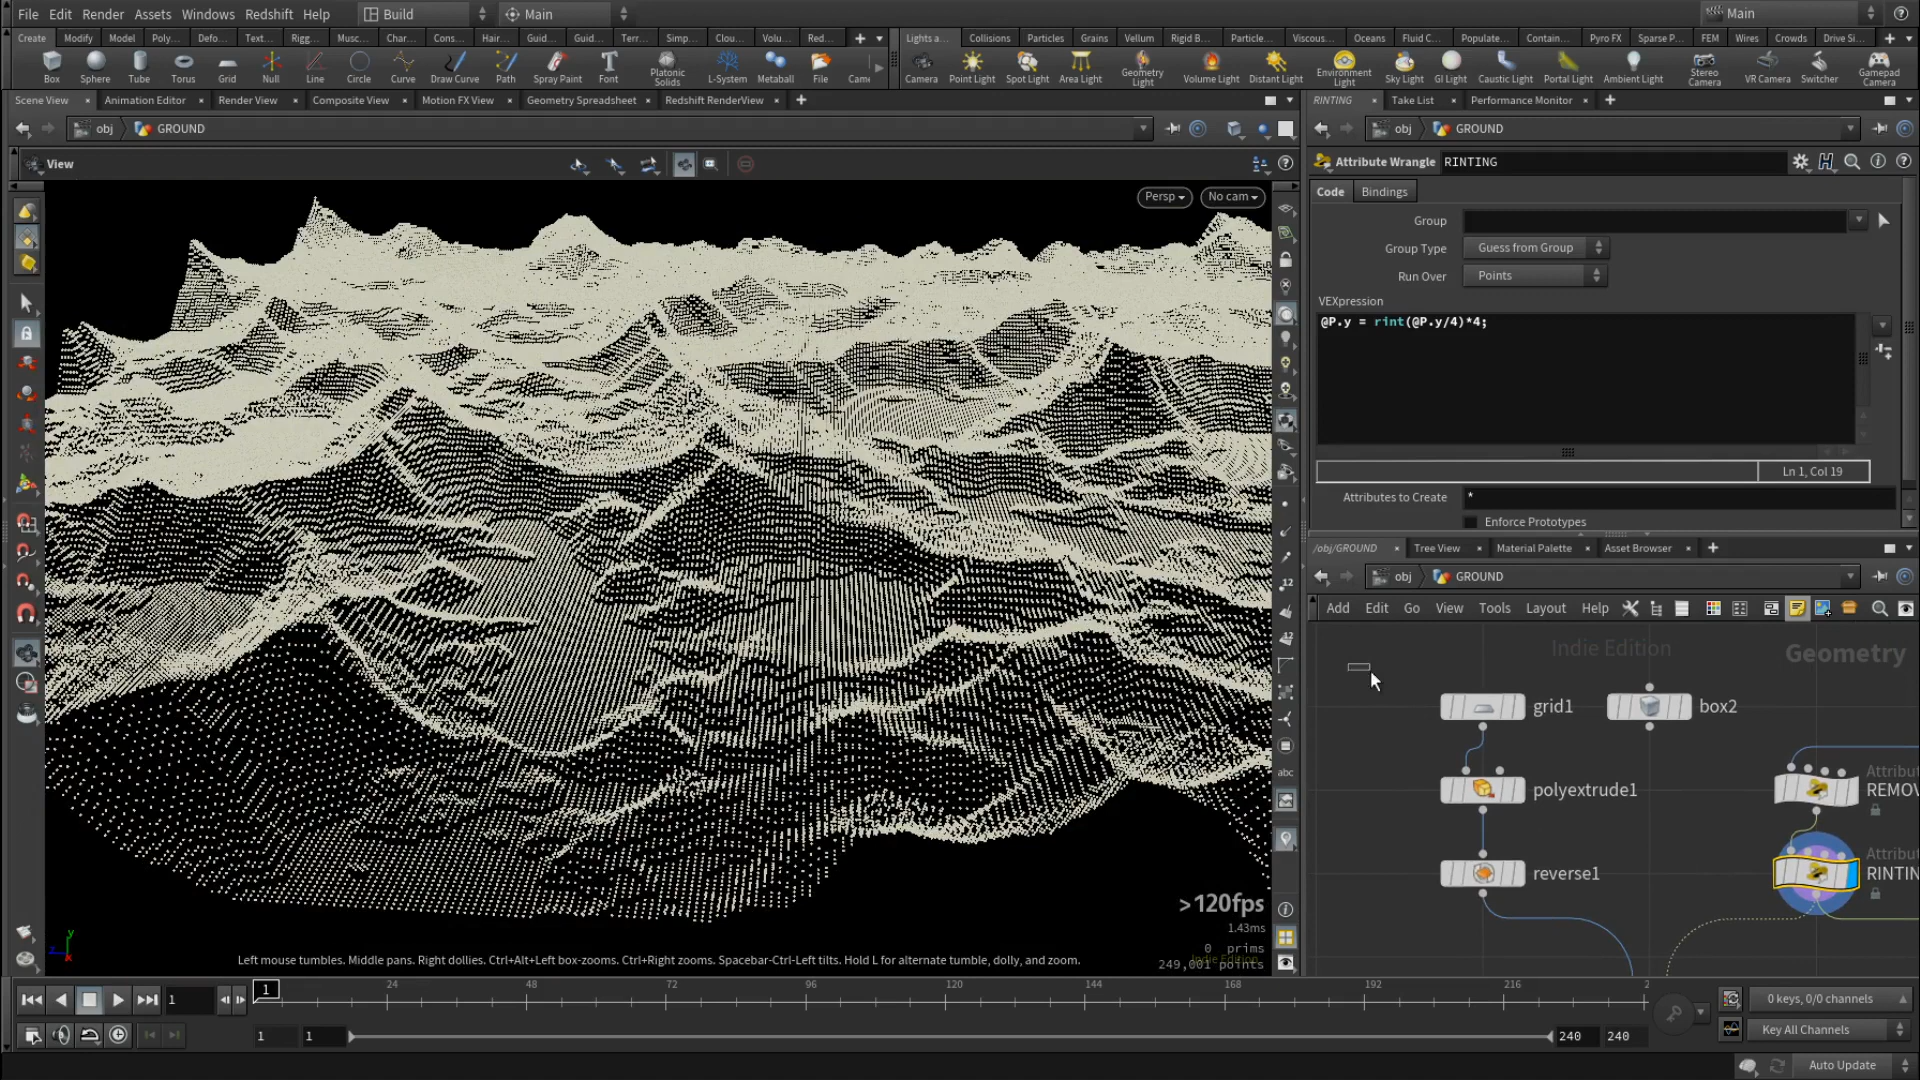 File Edit Render Assets Windows Redshift Help Build Main Main
Create Modify Model Poly... Defo... Text... Rigg... Musc... Char... Cons... Hair... Guid... Guid... Terr... Simp... Clou... Volu... Red... Lights a... Collisions Particles Grains Vellum Rigid B... Particle... Viscous... Oceans Fluid C... Populate... Contain... Pyro FX Sparse P... FEM Wires Crowds Drive Si...
Box Sphere Tube Torus Grid Null Line Circle Curve Draw Curve Path Spray Paint Font Platonic Solids L-System Metaball File Cam Camera Point Light Spot Light Area Light Geometry Light Volume Light Distant Light Environment Light Sky Light GI Light Caustic Light Portal Light Ambient Light Stereo Camera VR Camera Switcher Gamepad Camera
Scene View Animation Editor Render View Composite View Motion FX View Geometry Spreadsheet Redshift RenderView
RINTING Take List Performance Monitor
obj GROUND
obj GROUND
View
Persp No cam
Attribute Wrangle RINTING
Code Bindings
Group
Group Type Guess from Group
Run Over Points
VEXpression
@P.y = rint(@P.y/4)*4;
Ln 1, Col 19
Attributes to Create *
Enforce Prototypes
/obj/GROUND Tree View Material Palette Asset Browser
obj GROUND
Add Edit Go View Tools Layout Help
Indie Edition
Geometry
grid1
box2
polyextrude1
Attribute
REMOV
reverse1
Attribute
RINTIN
12
12
abc
>120fps
1.43ms
0 prims
Indie Edition
249,001 points
y
z
x
Left mouse tumbles. Middle pans. Right dollies. Ctrl+Alt+Left box-zooms. Ctrl+Right zooms. Spacebar-Ctrl-Left tilts. Hold L for alternate tumble, dolly, and zoom.
1 1 24 48 72 96 120 144 168 192 216 2
0 keys, 0/0 channels
1 1 240 240
Key All Channels
Auto Update